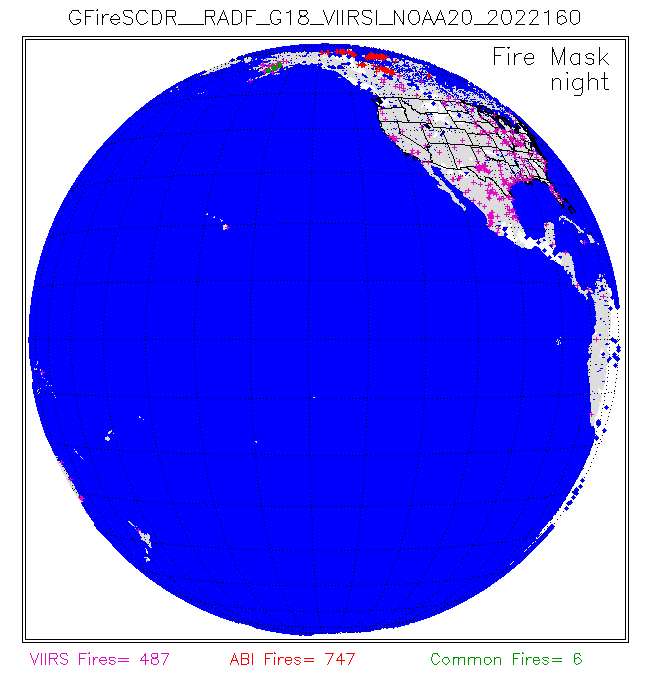 GFireSCDR__RADF_G18_VIIRSI_NOAA20_2022160
Fire Mask
night
VIIRS Fires= 487 ABI Fires= 747 Common Fires= 6